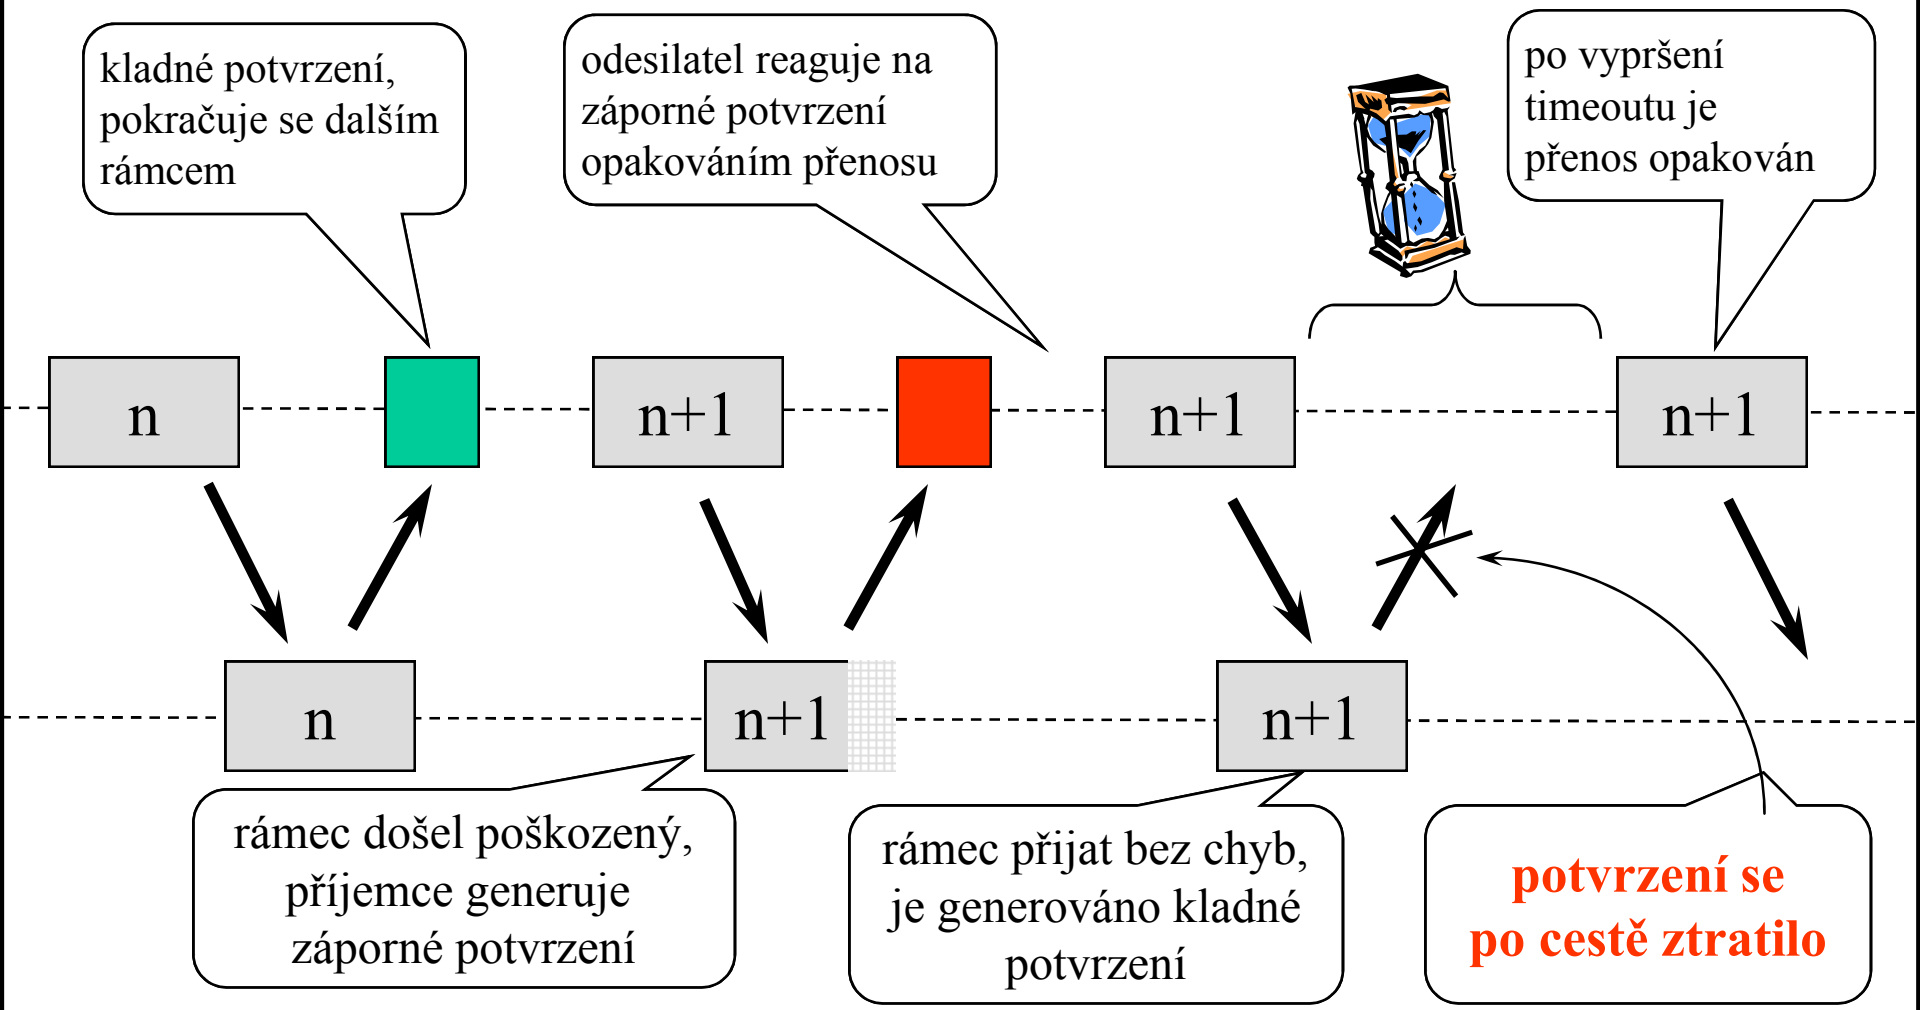 kladné potvrzení,
pokračuje se dalším
rámcem
odesilatel reaguje na
záporné potvrzení
opakováním přenosu
po vypršení
timeoutu je
přenos opakován
n
n+1
n+1
n+1
n
n+1
n+1
rámec došel poškozený,
příjemce generuje
záporné potvrzení
rámec přijat bez chyb,
je generováno kladné
potvrzení
potvrzení se
po cestě ztratilo